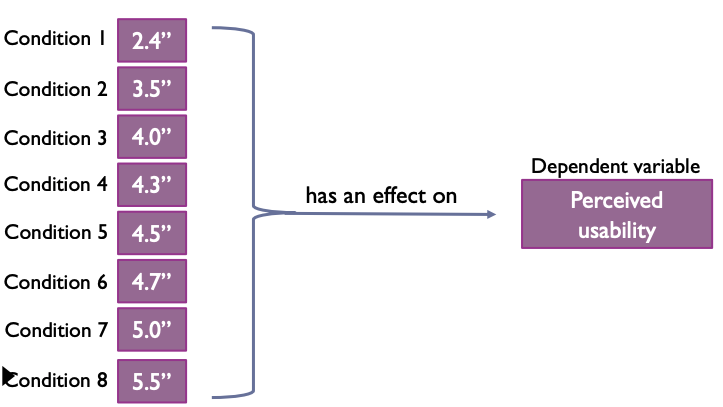 Condition 1 2.4”
Condition 2 3.5”
Condition 3 4.0”
Condition 4 4.3”
Condition 5 4.5”
Condition 6 4.7”
Condition 7 5.0”
Condition 8 5.5”
has an effect on
Dependent variable
Perceived
usability